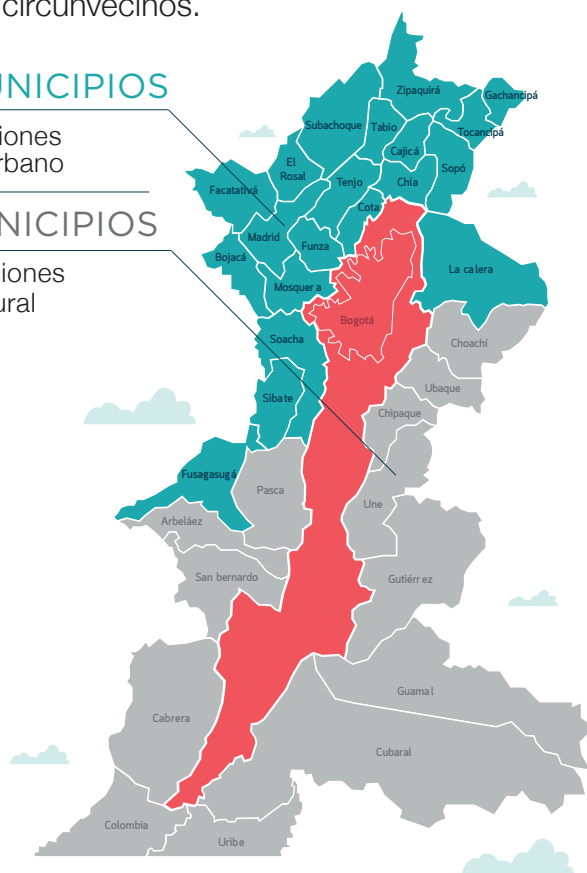 circunvecinos.
UNICIPIOS
iones
rbano
NICIPIOS
ciones
ural
Zipaquirá
Gachancipá
Subachoque
Tabio
Tocancipá
Cajicá
El
Rosal
Sopó
Tenjo
Chía
Facatativá
Cota
Madrid
Funza
Bojacá
La calera
Mosquera
Bogotá
Soacha
Choachí
Ubaque
Sibate
Chipaque
Fusagasugá
Pasca
Une
Arbeláez
San bernardo
Gutiérrez
Guamal
Cabrera
Cubaral
Colombia
Uribe